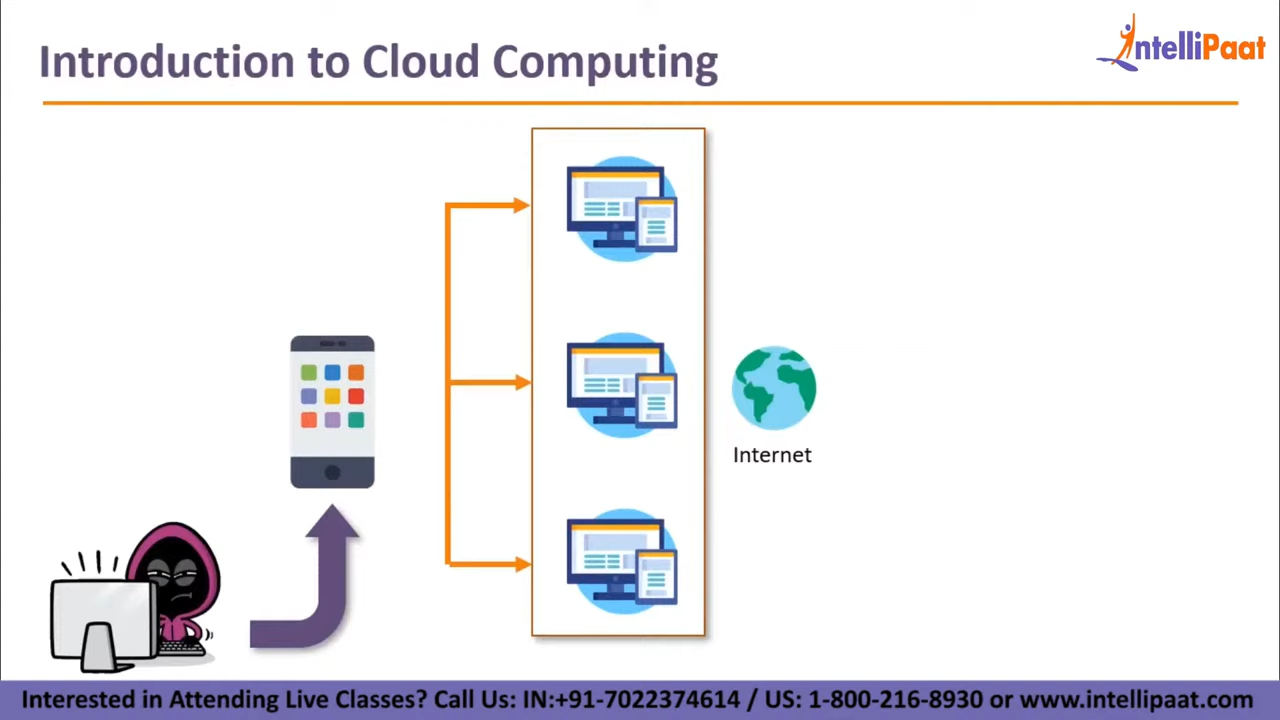 Introduction to Cloud Computing
IntelliPaat
Internet
Interested in Attending Live Classes? Call Us: IN:+91-7022374614 / US: 1-800-216-8930 or www.intellipaat.com